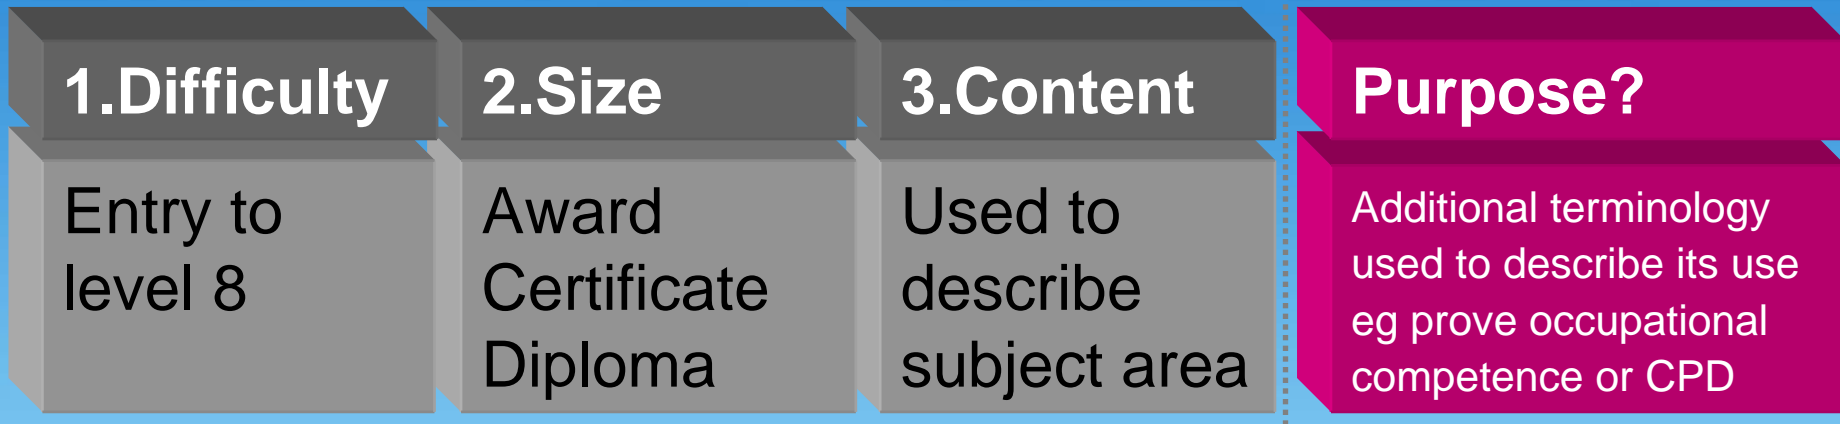 1.Difficulty
Entry to
level 8
2.Size
Award
Certificate
Diploma
3.Content
Used to
describe
subject area
Purpose?
Additional terminology
used to describe its use
eg prove occupational
competence or CPD